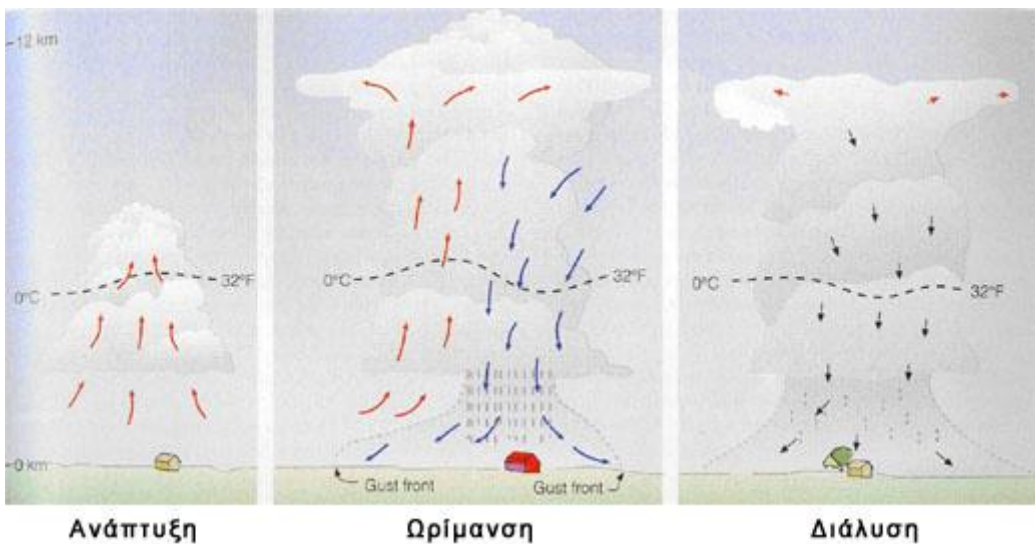 12 km
0°C
32°F
0 km
Ανάπτυξη
0°C
32°F
Gust front
Gust front
Ωρίμανση
0°C
32°F
Διάλυση